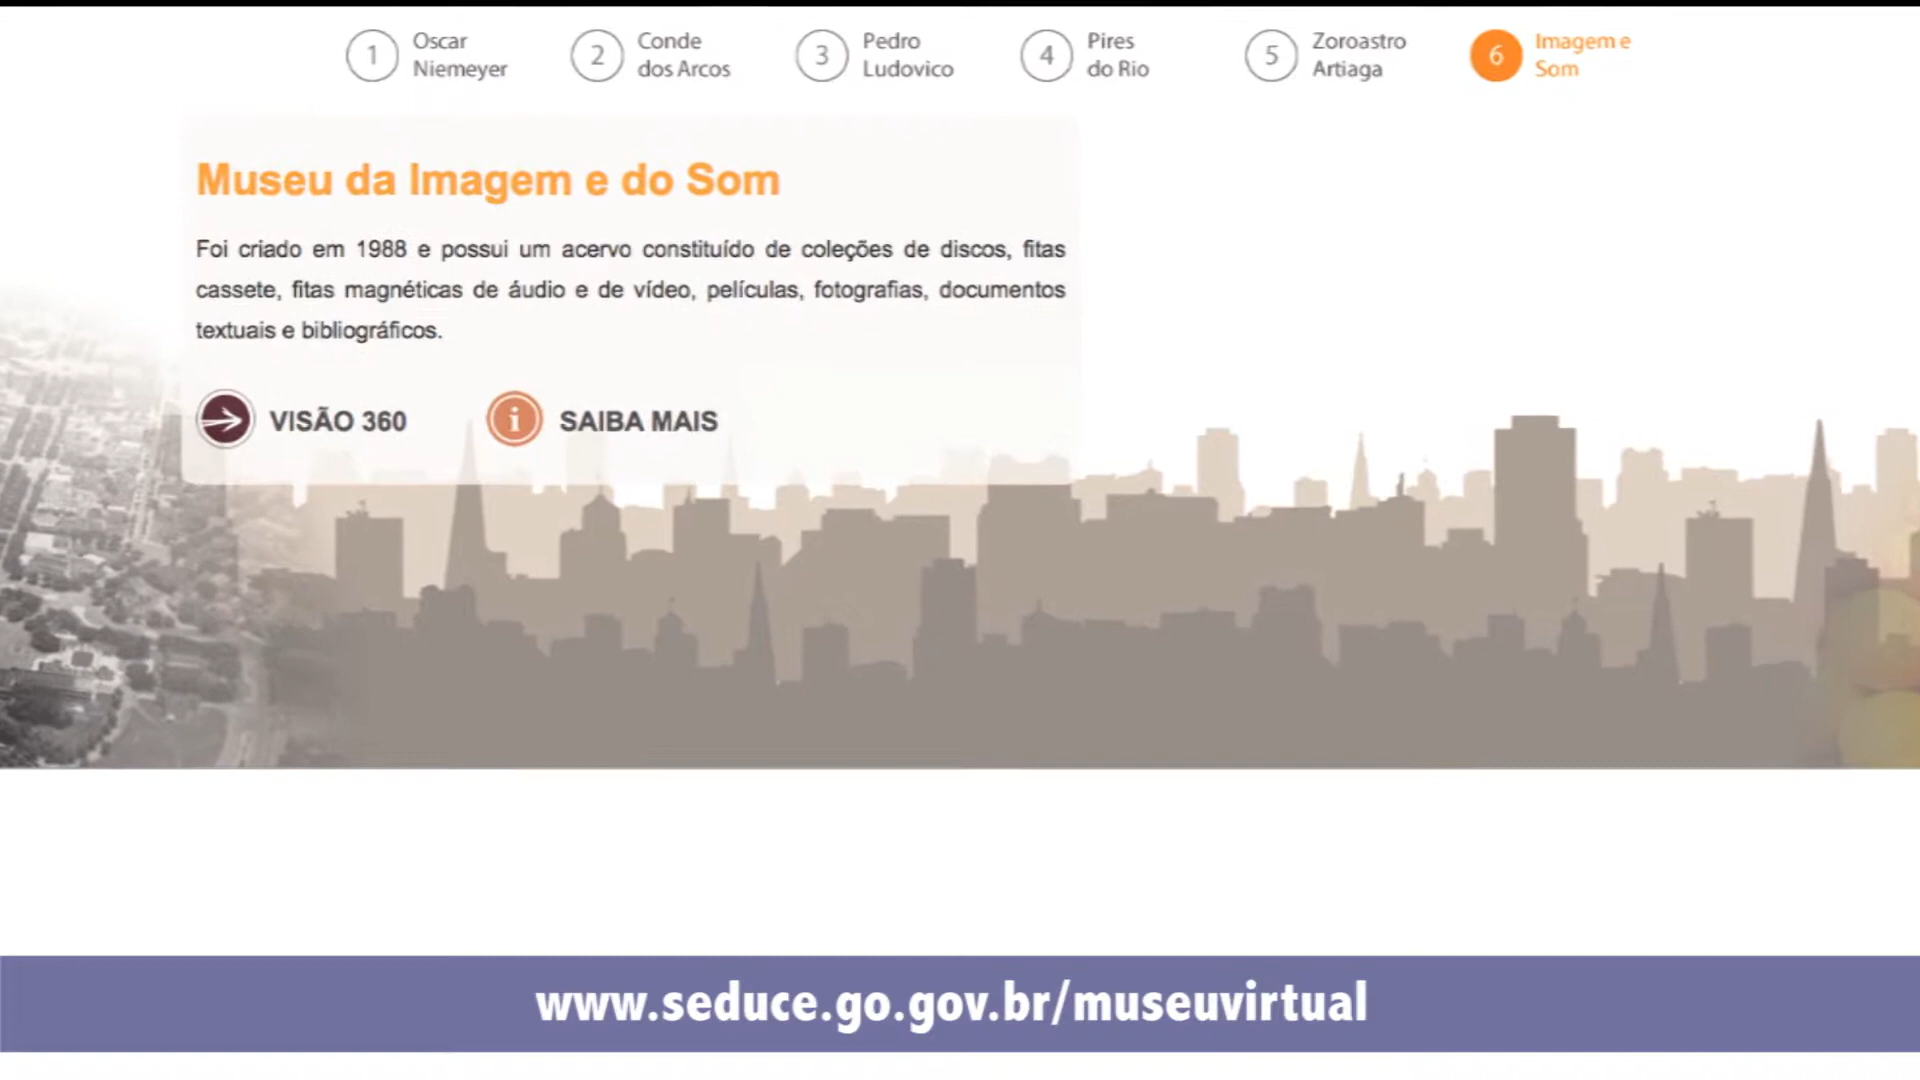 1 Oscar Niemeyer
2 Conde dos Arcos
3 Pedro Ludovico
4 Pires do Rio
5 Zoroastro Artiaga
6 Imagem e Som
Museu da Imagem e do Som
Foi criado em 1988 e possui um acervo constituído de coleções de discos, fitas
cassete, fitas magnéticas de áudio e de vídeo, películas, fotografias, documentos
textuais e bibliográficos.
VISÃO 360
i SAIBA MAIS
www.seduce.go.gov.br/museuvirtual